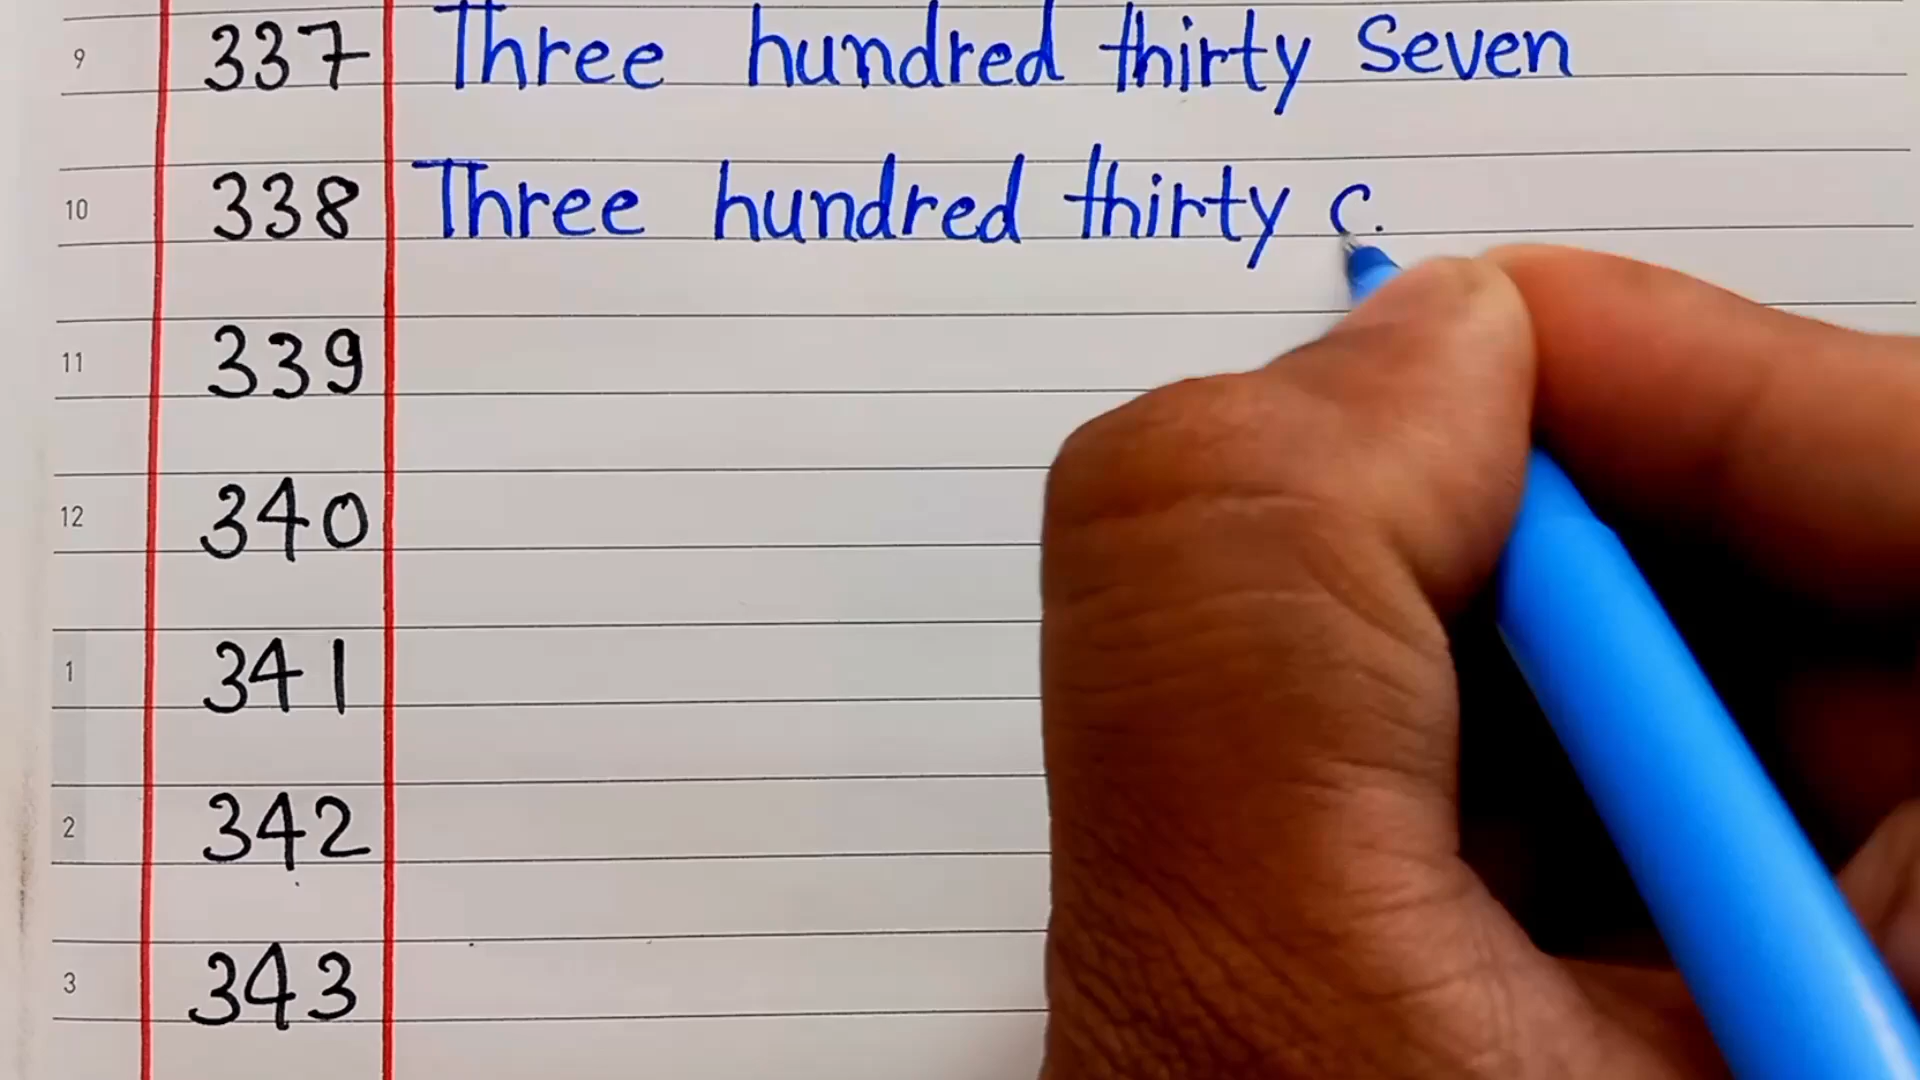 9 337 Three hundred thirty Seven
10 338 Three hundred thirty
11 339
12 340
1 341
2 342
3 343